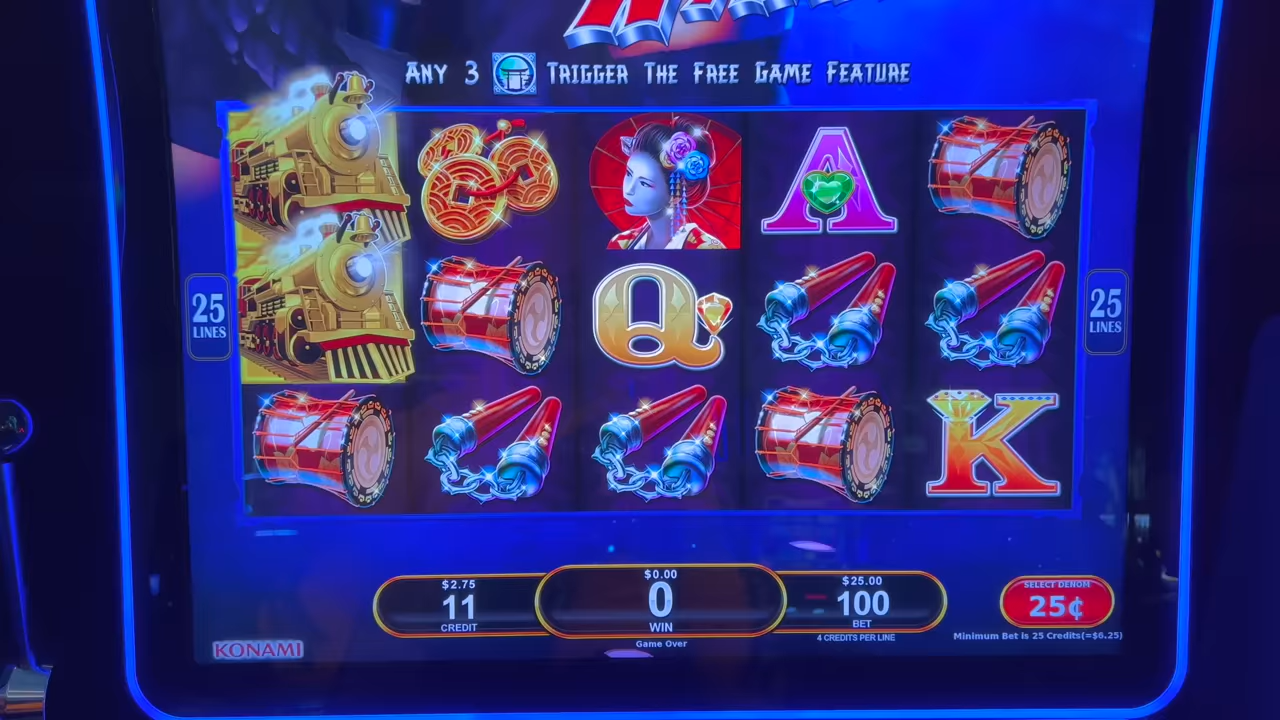 ANY 3 TRIGGER THE FREE GAME FEATURE
A
25
LINES
Q
25
LINES
K
$2.75
11
CREDIT
$0.00
0
WIN
Game Over
$25.00
100
BET
4 CREDITS PER LINE
SELECT DENOM
25¢
Minimum Bet is 25 Credits(=$6.25)
KONAMI